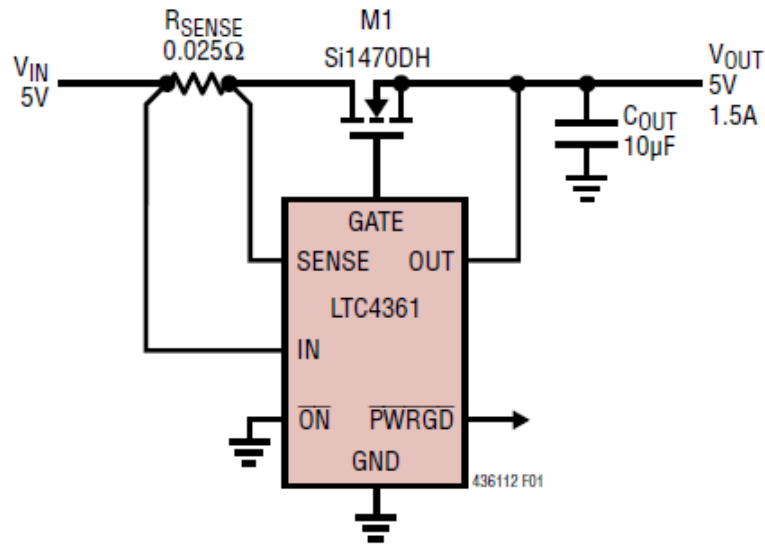 RSENSE
0.025Ω
M1
Si1470DH
VIN
5V
VOUT
5V
1.5A
COUT
10µF
GATE
SENSE OUT
LTC4361
IN
ON PWRGD
GND
436112 F01